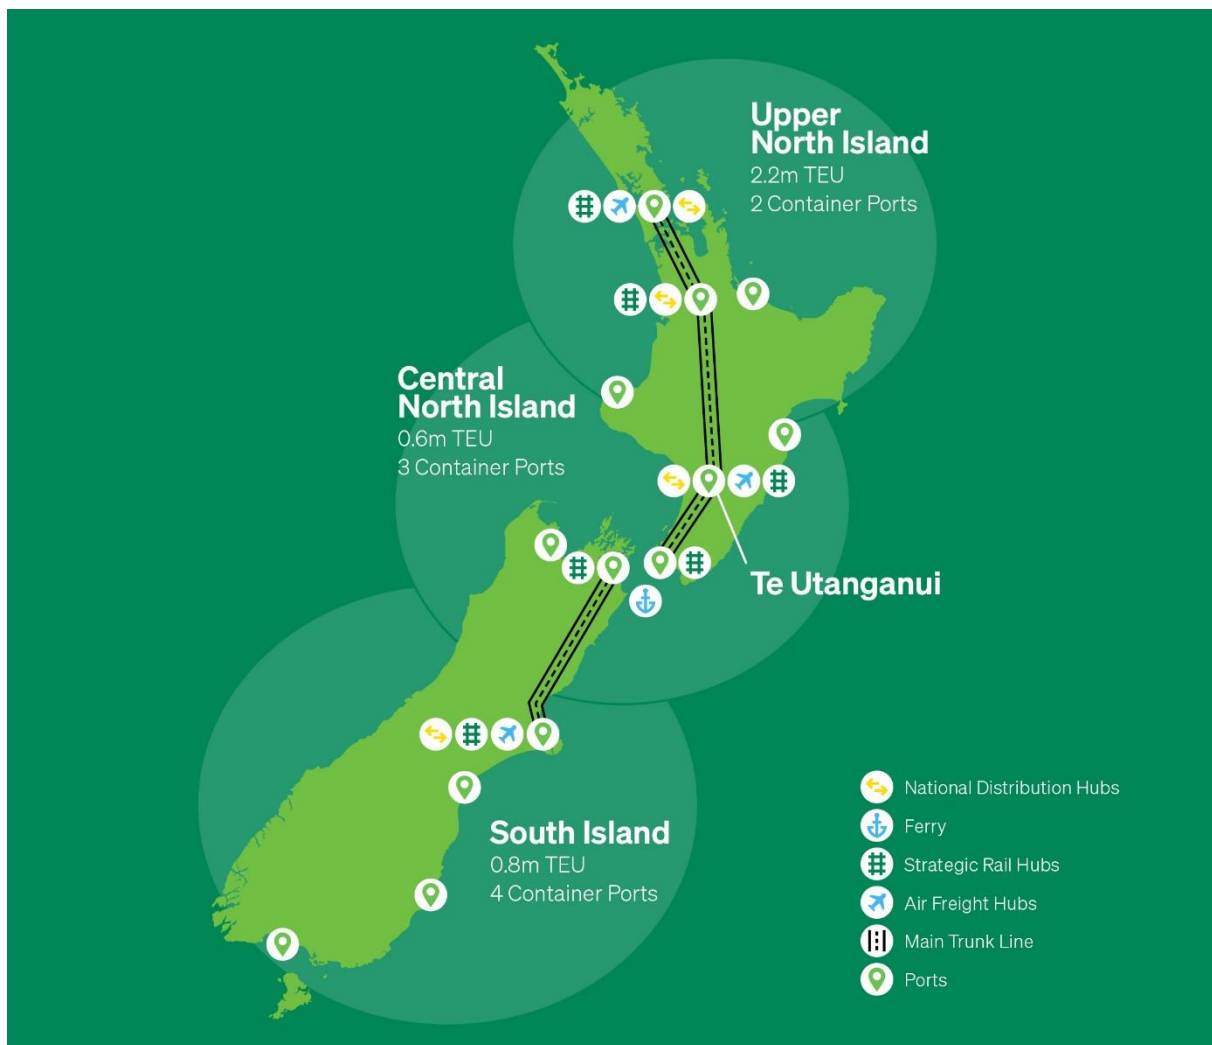 Upper
North Island
2.2m TEU
2 Container Ports
Central
North Island
0.6m TEU
3 Container Ports
Te Utanganui
South Island
0.8m TEU
4 Container Ports
National Distribution Hubs
Ferry
Strategic Rail Hubs
Air Freight Hubs
Main Trunk Line
Ports